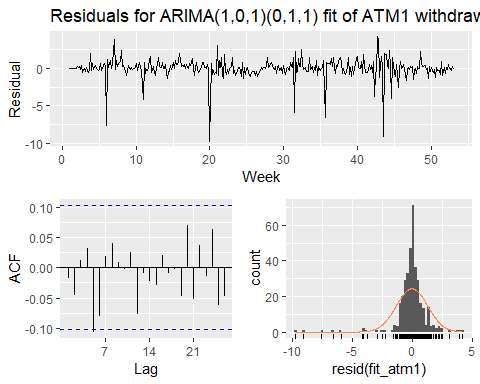 Residuals for ARIMA(1,0,1)(0,1,1) fit of ATM1 withdraw
Residual
0
-5
-10
0 10 20 30 40 50
Week
ACF
0.10
0.05
0.00
-0.05
-0.10
7 14 21
Lag
count
60
40
20
0
-10 -5 0 5
resid(fit_atm1)